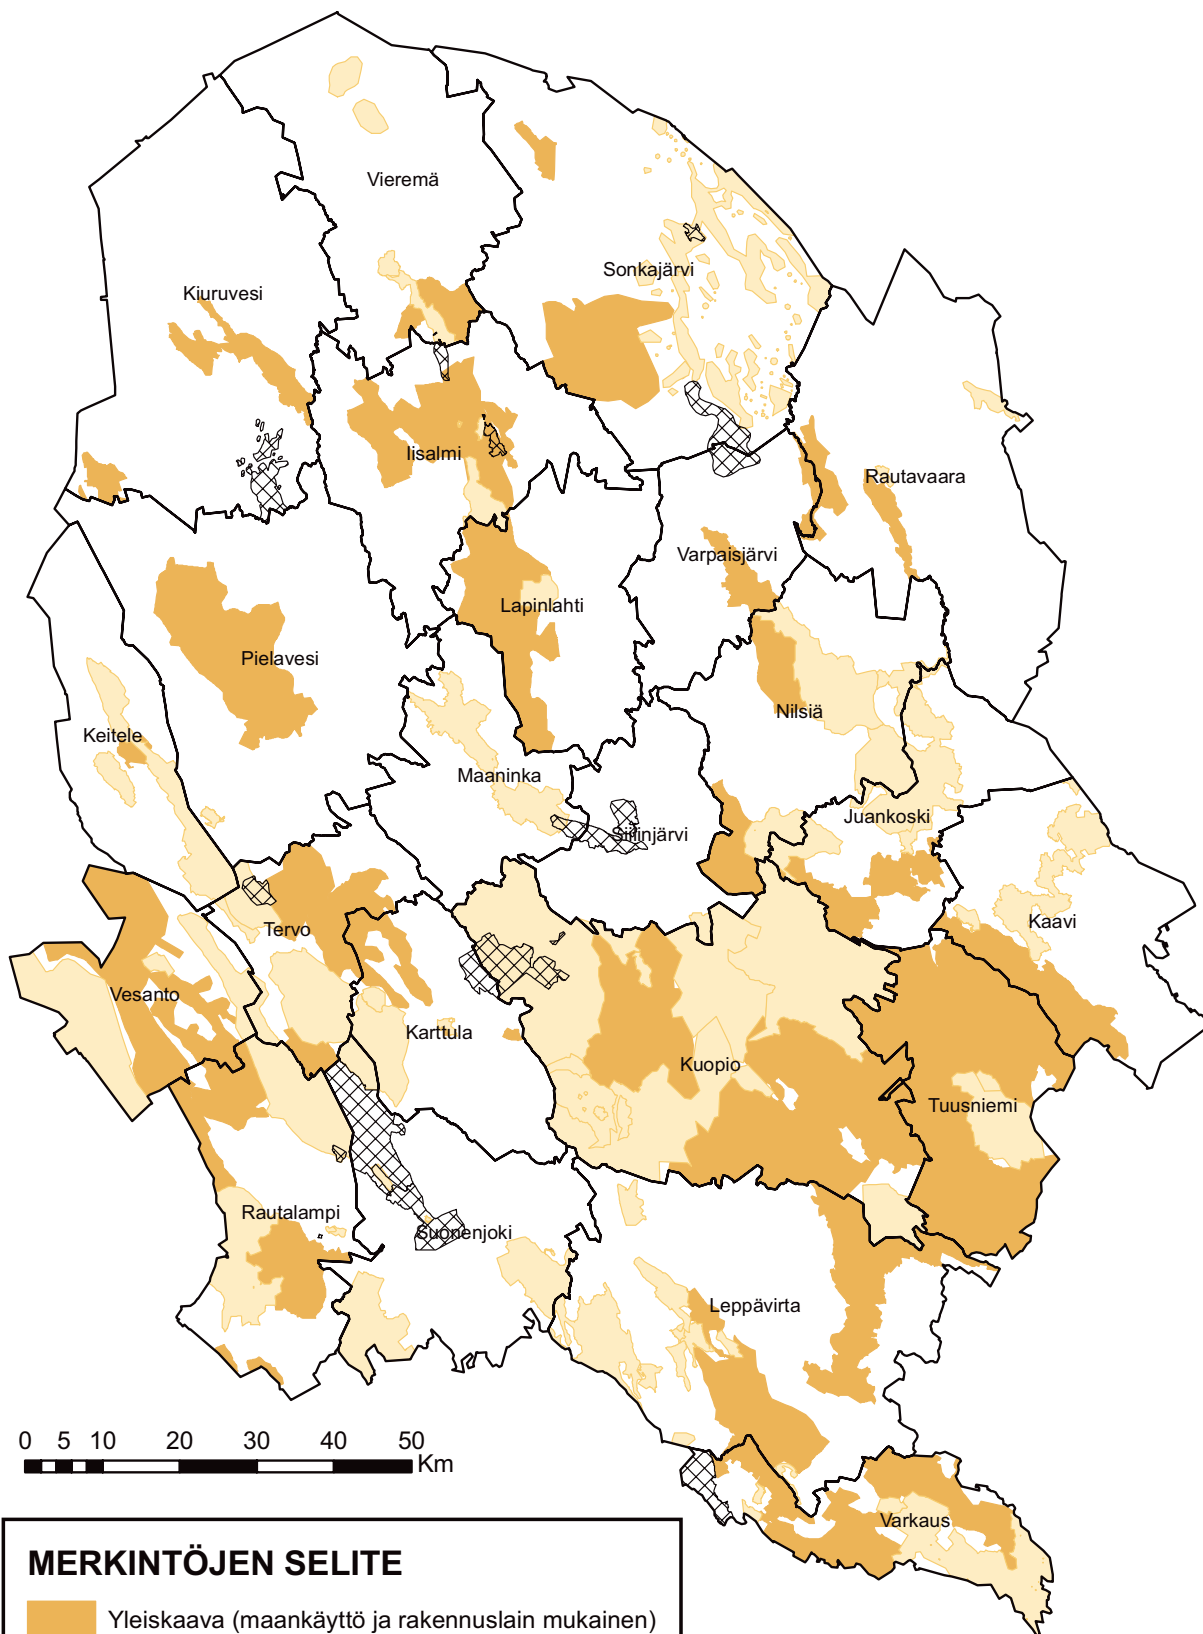 Vieremä
Sonkajärvi
Kiuruvesi
Iisalmi
Rautavaara
Varpaisjärvi
Lapinlahti
Pielavesi
Nilsiä
Keitele
Maaninka
Juankoski
Siilinjärvi
Kaavi
Tervo
Vesanto
Karttula
Kuopio
Tuusniemi
Rautalampi
Suonenjoki
Leppävirta
0 5 10 20 30 40 50
Km
Varkaus
MERKINTÖJEN SELITE
Yleiskaava (maankäyttö ja rakennuslain mukainen)